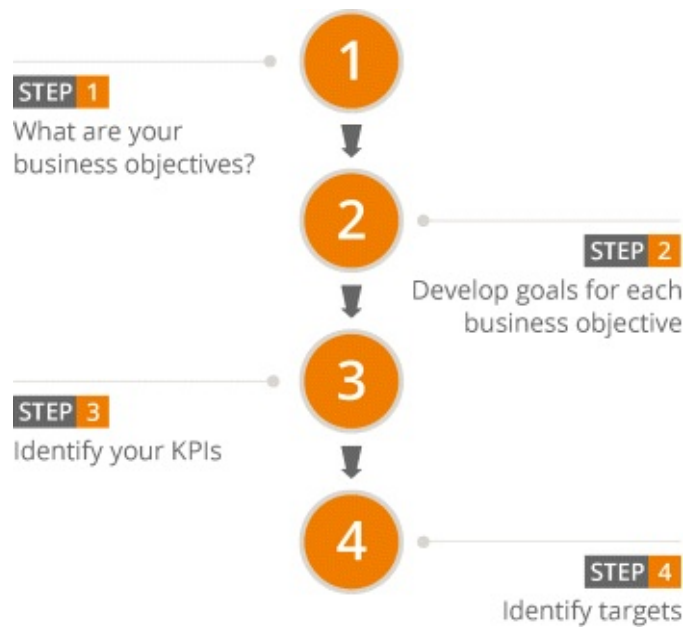 1
STEP 1
What are your
business objectives?
2
STEP 2
Develop goals for each
business objective
3
STEP 3
Identify your KPIs
4
STEP 4
Identify targets